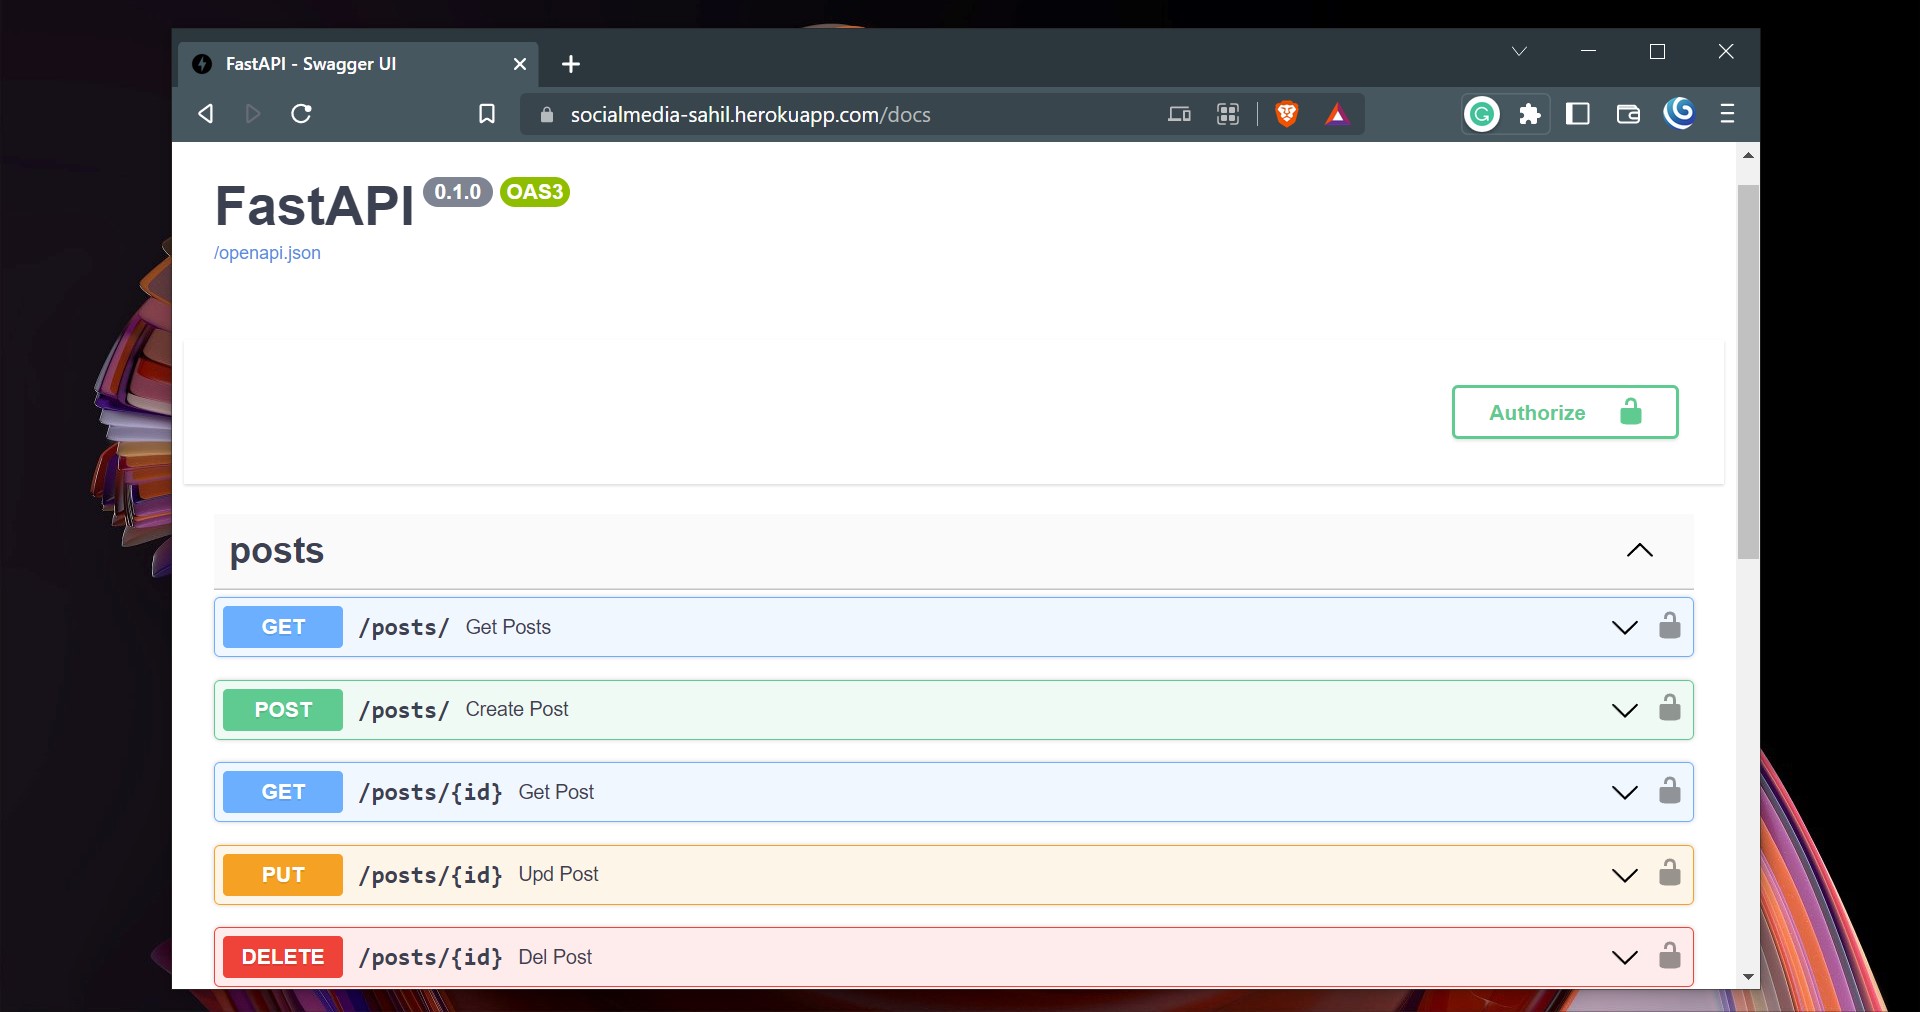 FastAPI - Swagger UI
socialmedia-sahil.herokuapp.com/docs
FastAPI 0.1.0 OAS3
/openapi.json
Authorize
posts
GET /posts/ Get Posts
POST /posts/ Create Post
GET /posts/{id} Get Post
PUT /posts/{id} Upd Post
DELETE /posts/{id} Del Post